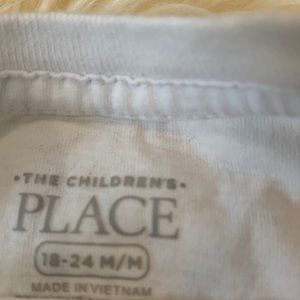 • THE CHILDREN'S •
PLACE
18-24 M/M
MADE IN VIETNAM